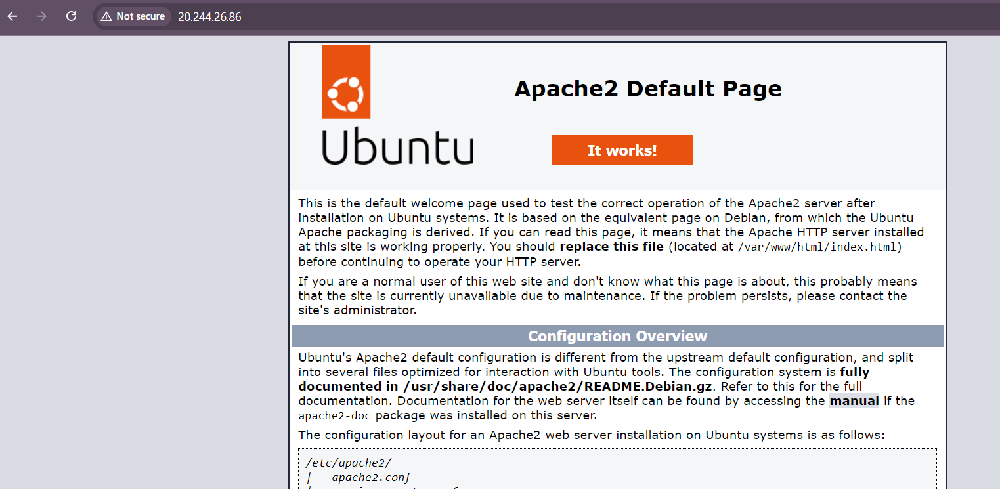 Not secure 20.244.26.86
Apache2 Default Page
Ubuntu
It works!
This is the default welcome page used to test the correct operation of the Apache2 server after
installation on Ubuntu systems. It is based on the equivalent page on Debian, from which the Ubuntu
Apache packaging is derived. If you can read this page, it means that the Apache HTTP server installed
at this site is working properly. You should replace this file (located at /var/www/html/index.html)
before continuing to operate your HTTP server.
If you are a normal user of this web site and don't know what this page is about, this probably means
that the site is currently unavailable due to maintenance. If the problem persists, please contact the
site's administrator.
Configuration Overview
Ubuntu's Apache2 default configuration is different from the upstream default configuration, and split
into several files optimized for interaction with Ubuntu tools. The configuration system is fully
documented in /usr/share/doc/apache2/README.Debian.gz. Refer to this for the full
documentation. Documentation for the web server itself can be found by accessing the manual if the
apache2-doc package was installed on this server.
The configuration layout for an Apache2 web server installation on Ubuntu systems is as follows:
/etc/apache2/
|-- apache2.conf